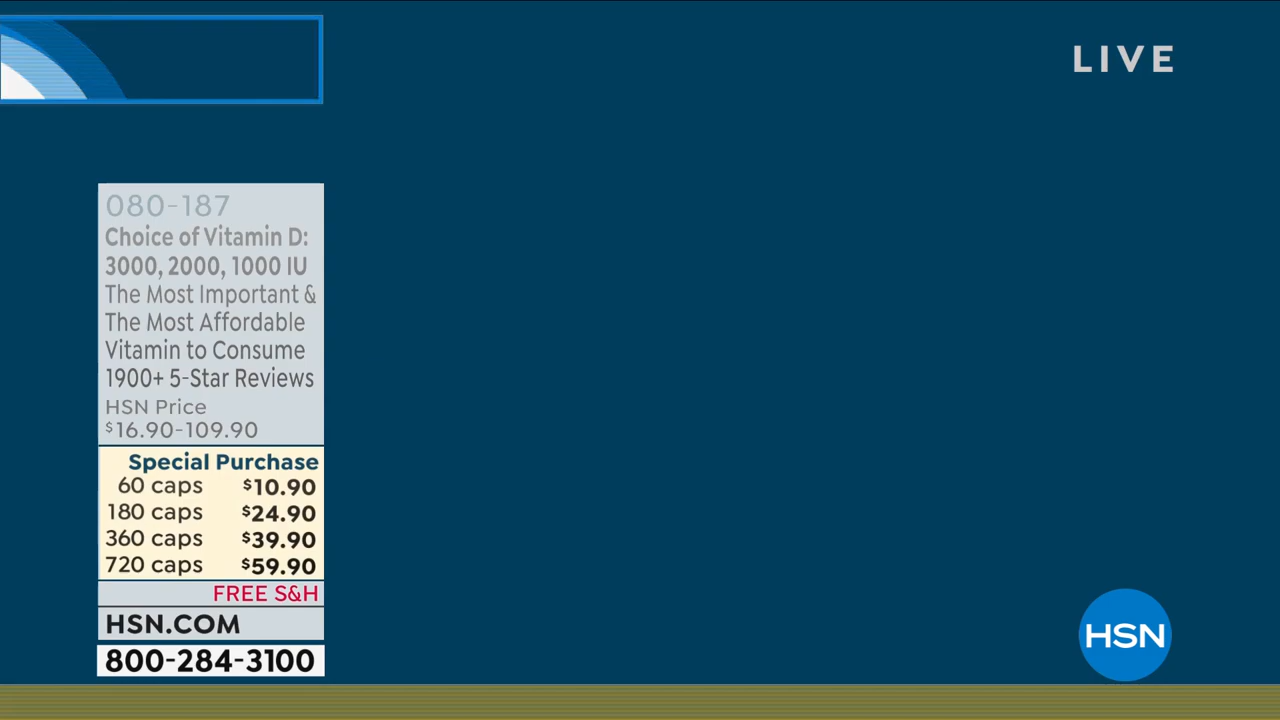 LIVE
080-187
Choice of Vitamin D:
3000, 2000, 1000 IU
The Most Important &
The Most Affordable
Vitamin to Consume
1900+ 5-Star Reviews
HSN Price
$16.90-109.90
Special Purchase
60 caps $10.90
180 caps $24.90
360 caps $39.90
720 caps $59.90
FREE S&H
HSN.COM
800-284-3100
HSN